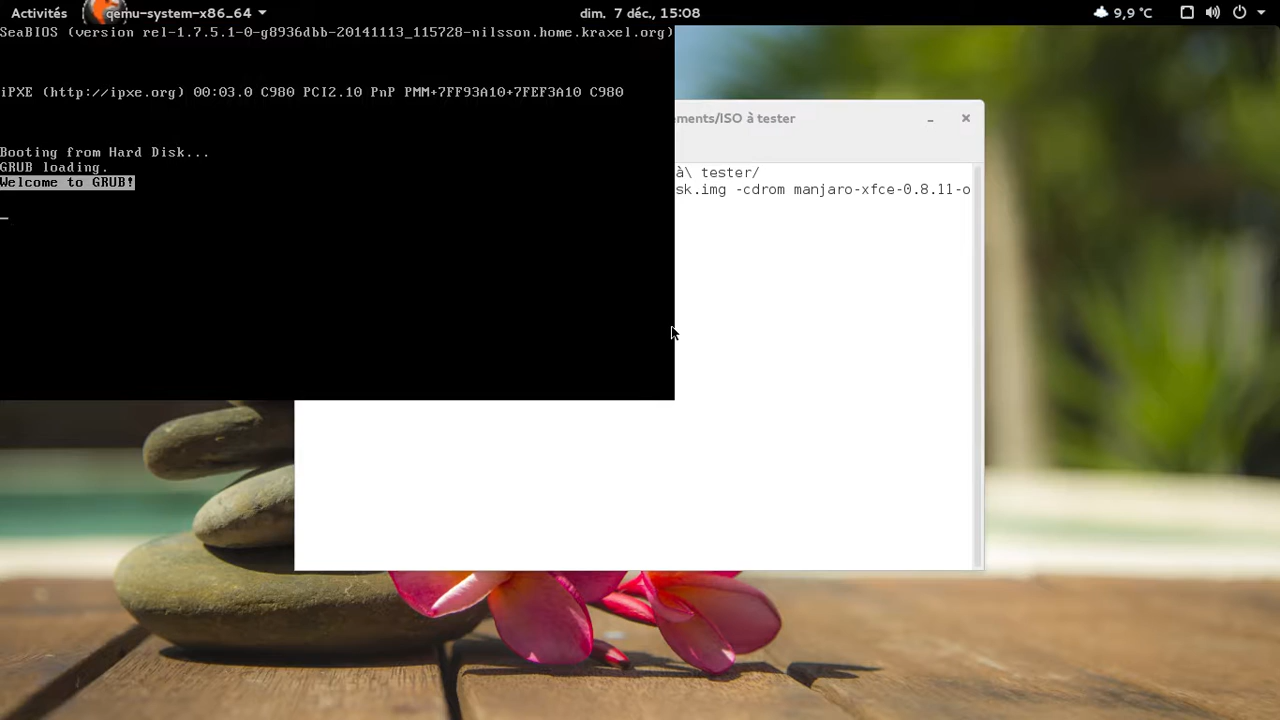 Activités qemu-system-x86_64 dim. 7 déc., 15:08 9,9 °C
SeaBIOS (version rel-1.7.5.1-0-g8936dbb-20141113_115728-nilsson.home.kraxel.org)
iPXE (http://ipxe.org) 00:03.0 C980 PCI2.10 PnP PMM+7FF93A10+7FEF3A10 C980
Booting from Hard Disk...
GRUB loading.
Welcome to GRUB!
ements/ISO à tester
à\ tester/
sk.img -cdrom manjaro-xfce-0.8.11-o